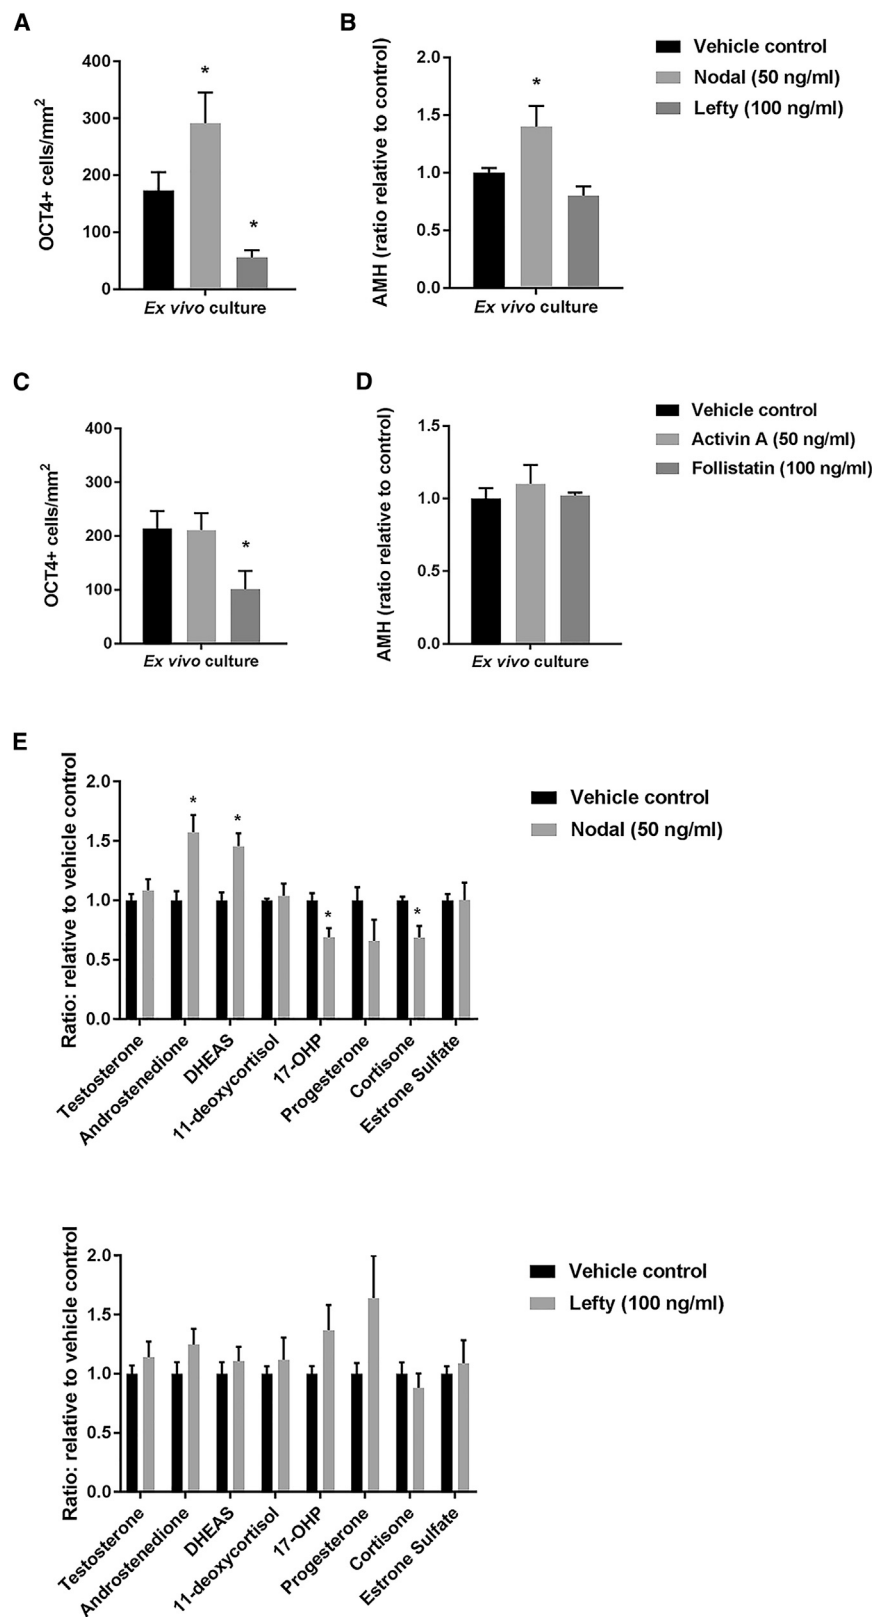 A
OCT4+ cells/mm²
400
300
200
100
0
*
*
Ex vivo culture
B
AMH (ratio relative to control)
2.0
1.5
1.0
0.5
0.0
*
Ex vivo culture
Vehicle control
Nodal (50 ng/ml)
Lefty (100 ng/ml)
C
OCT4+ cells/mm²
400
300
200
100
0
*
Ex vivo culture
D
AMH (ratio relative to control)
1.5
1.0
0.5
0.0
Ex vivo culture
Vehicle control
Activin A (50 ng/ml)
Follistatin (100 ng/ml)
E
Ratio: relative to vehicle control
2.0
1.5
1.0
0.5
0.0
*
*
*
*
Testosterone
Androstenedione
DHEAS
11-deoxycortisol
17-OHP
Progesterone
Cortisone
Estrone Sulfate
Vehicle control
Nodal (50 ng/ml)
Ratio: relative to vehicle control
2.0
1.5
1.0
0.5
0.0
Testosterone
Androstenedione
DHEAS
11-deoxycortisol
17-OHP
Progesterone
Cortisone
Estrone Sulfate
Vehicle control
Lefty (100 ng/ml)